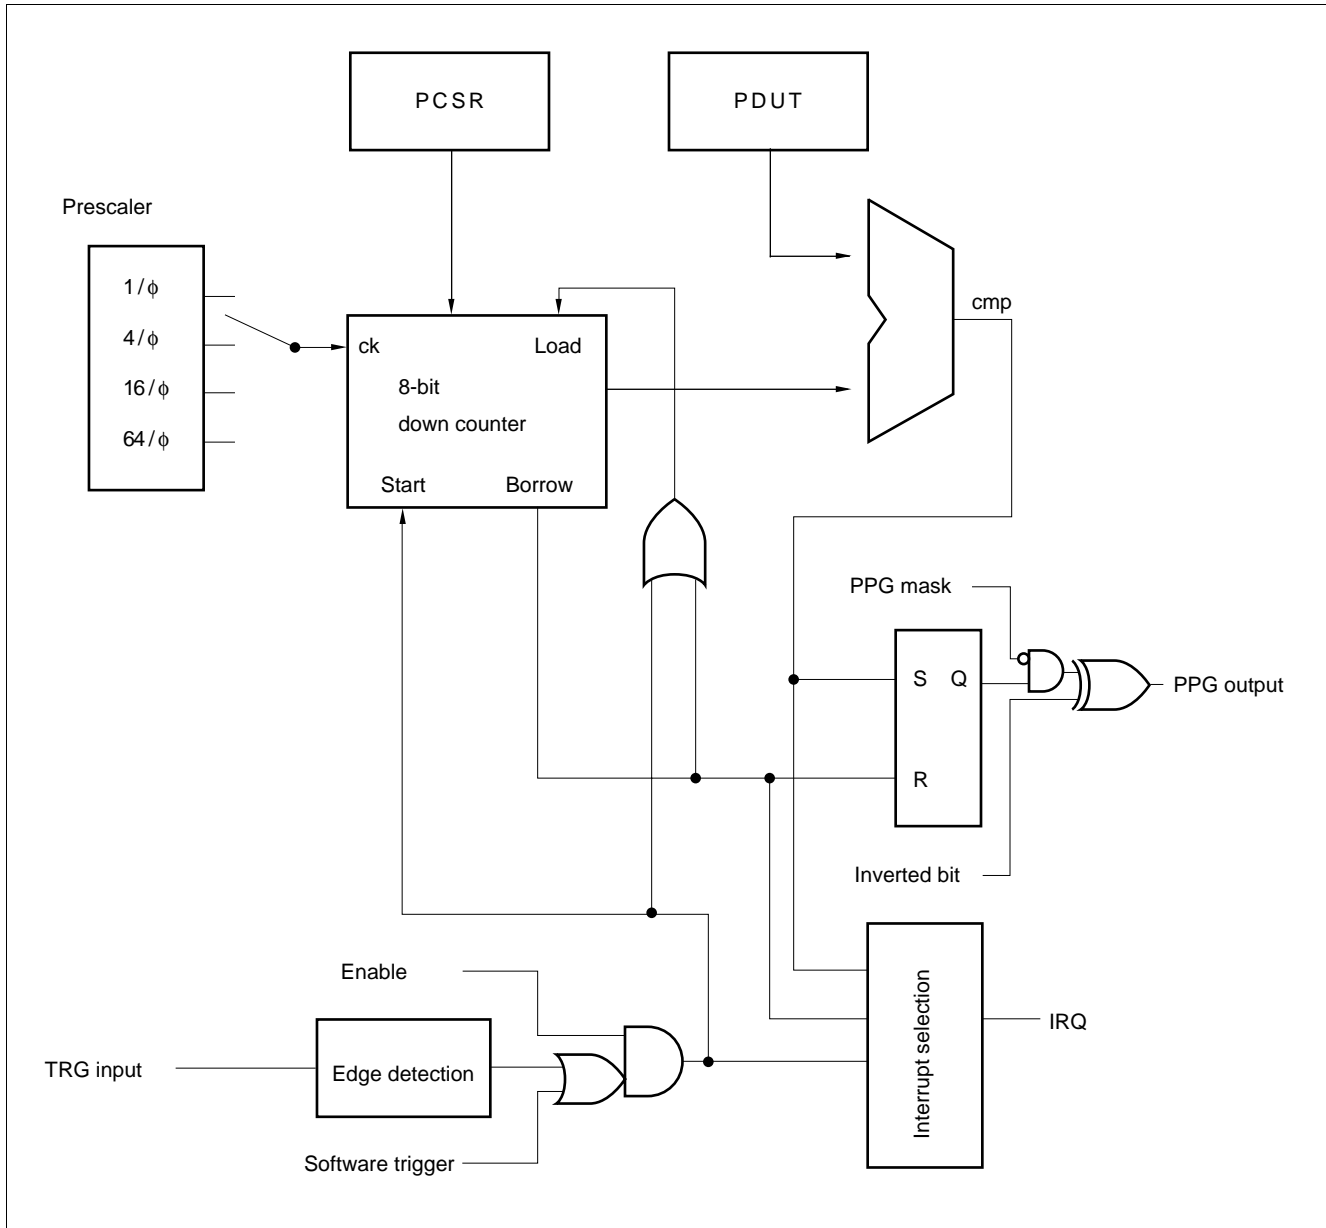 PCSR
PDUT
Prescaler
1/ϕ
4/ϕ
16/ϕ
64/ϕ
ck
Load
8-bit
down counter
Start
Borrow
cmp
PPG mask
S Q
R
PPG output
Inverted bit
Enable
TRG input
Edge detection
Software trigger
Interrupt selection
IRQ